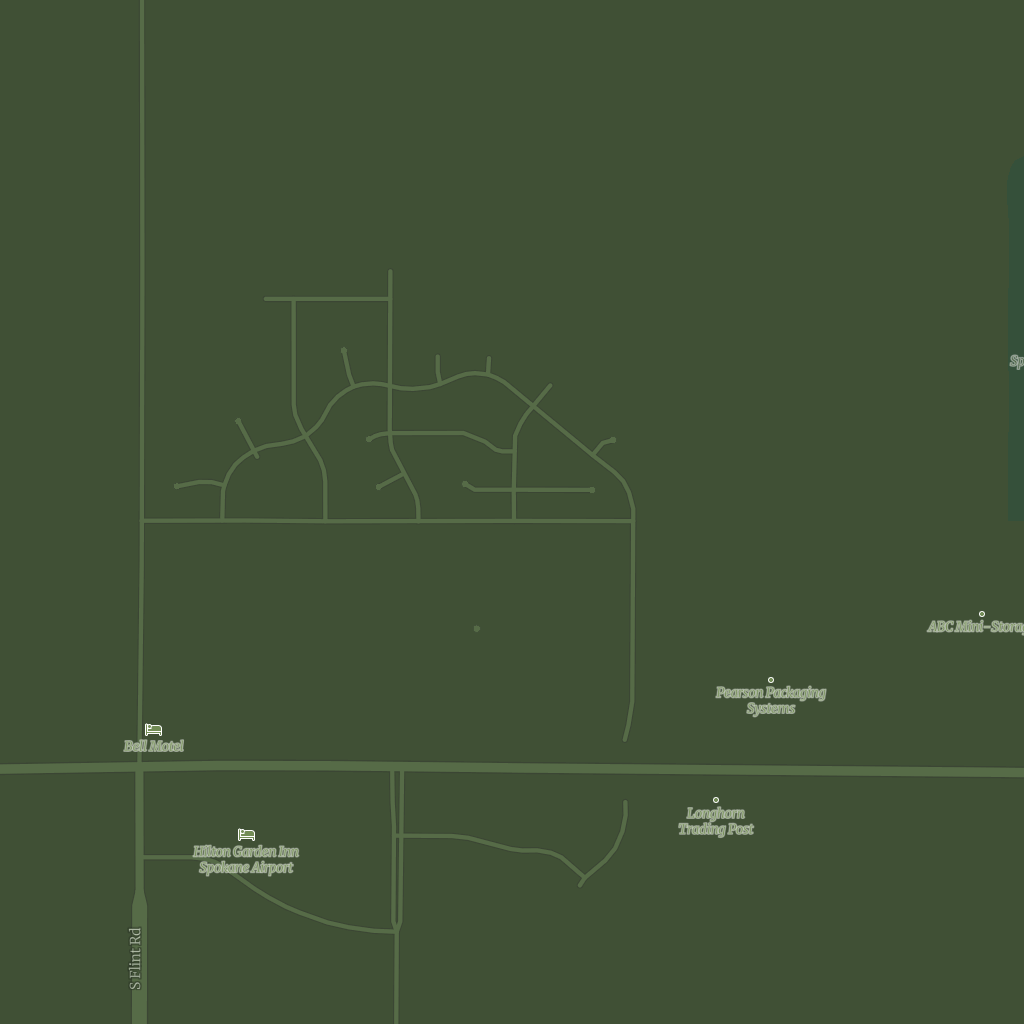 Sp
ABC Mini-Storag
Pearson Packaging
Systems
Bell Motel
Longhorn
Trading Post
Hilton Garden Inn
Spokane Airport
S Flint Rd